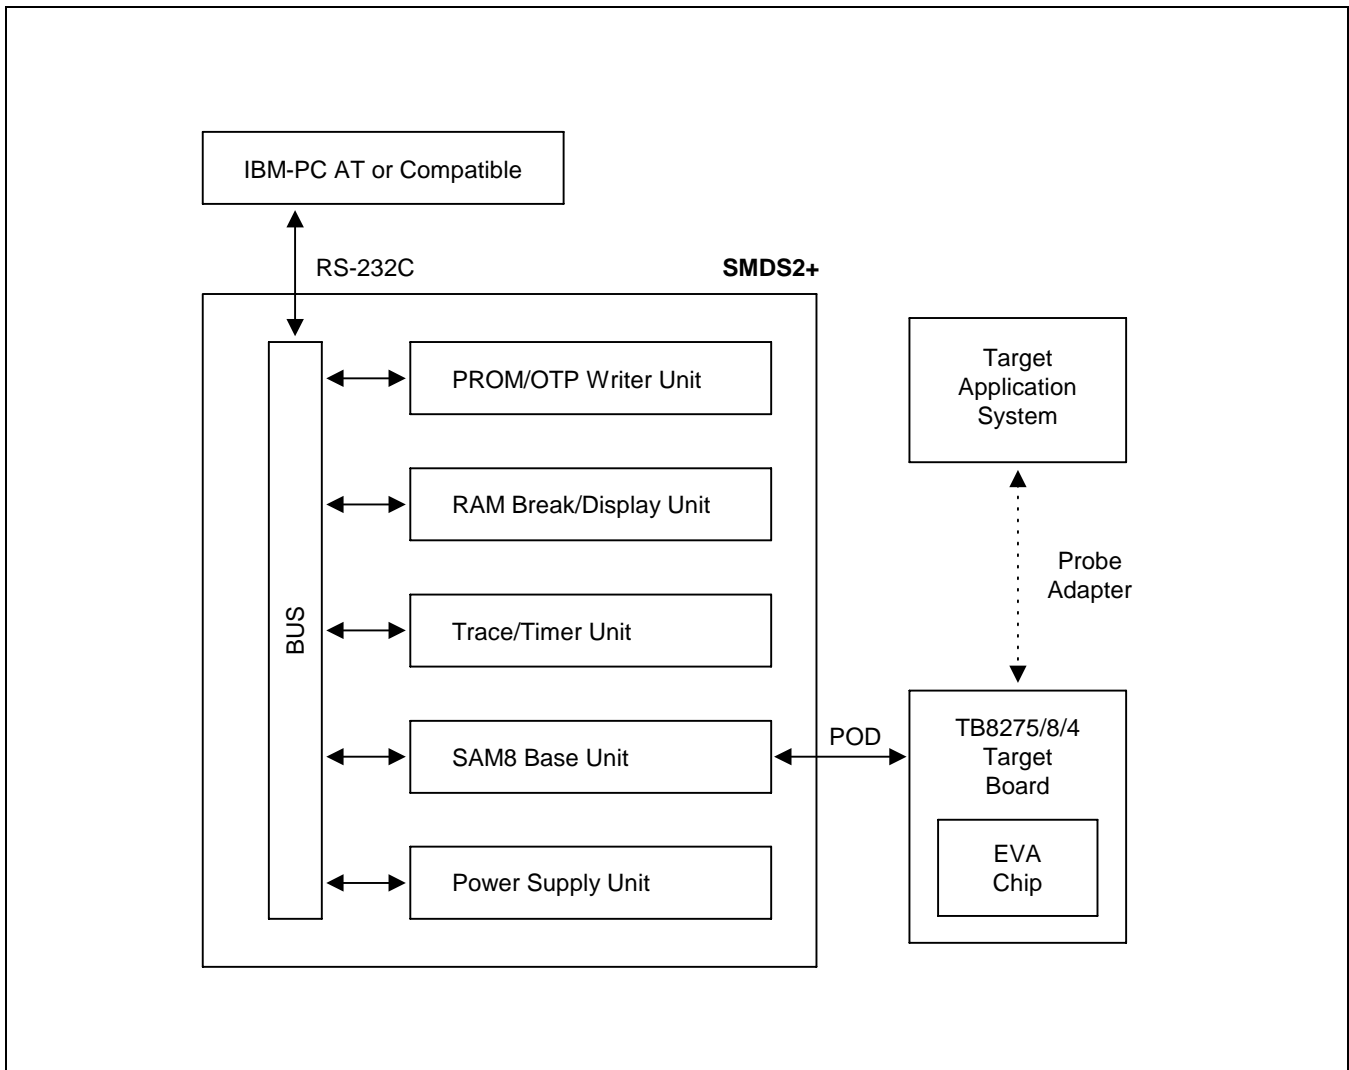 IBM-PC AT or Compatible
RS-232C
SMDS2+
PROM/OTP Writer Unit
RAM Break/Display Unit
Trace/Timer Unit
SAM8 Base Unit
Power Supply Unit
BUS
POD
Target
Application
System
Probe
Adapter
TB8275/8/4
Target
Board
EVA
Chip